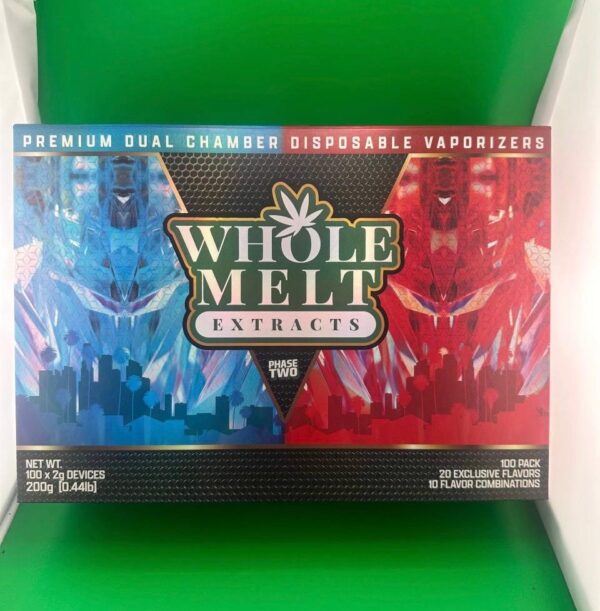 PREMIUM DUAL CHAMBER DISPOSABLE VAPORIZERS
WHOLE
MELT
EXTRACTS
PHASE
TWO
NET WT.
100 x 2g DEVICES
200g [0.44lb]
100 PACK
20 EXCLUSIVE FLAVORS
10 FLAVOR COMBINATIONS